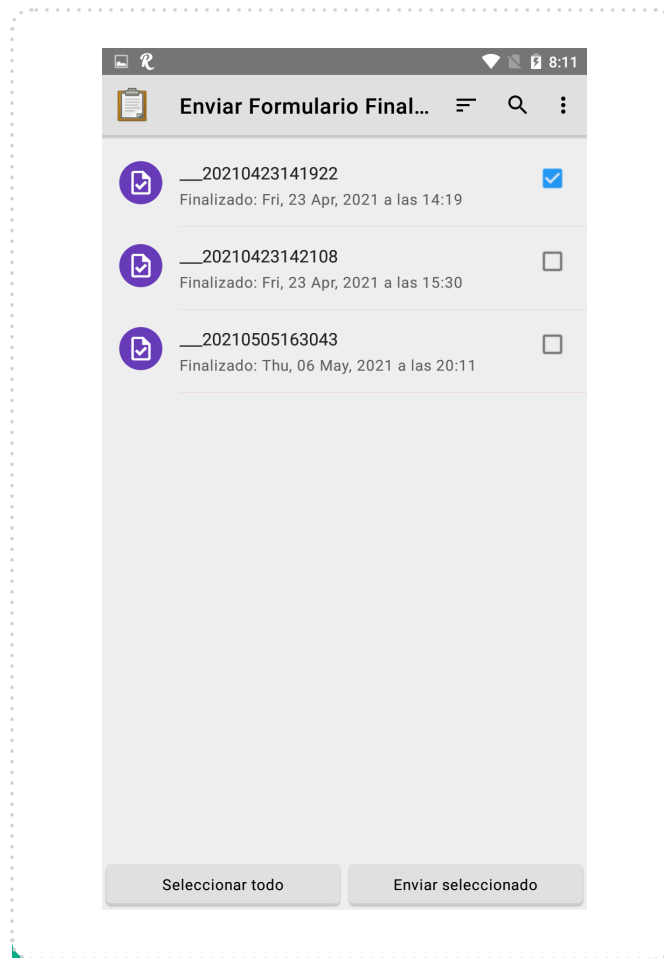 8:11
Enviar Formulario Final...
___20210423141922
Finalizado: Fri, 23 Apr, 2021 a las 14:19
___20210423142108
Finalizado: Fri, 23 Apr, 2021 a las 15:30
___20210505163043
Finalizado: Thu, 06 May, 2021 a las 20:11
Seleccionar todo
Enviar seleccionado